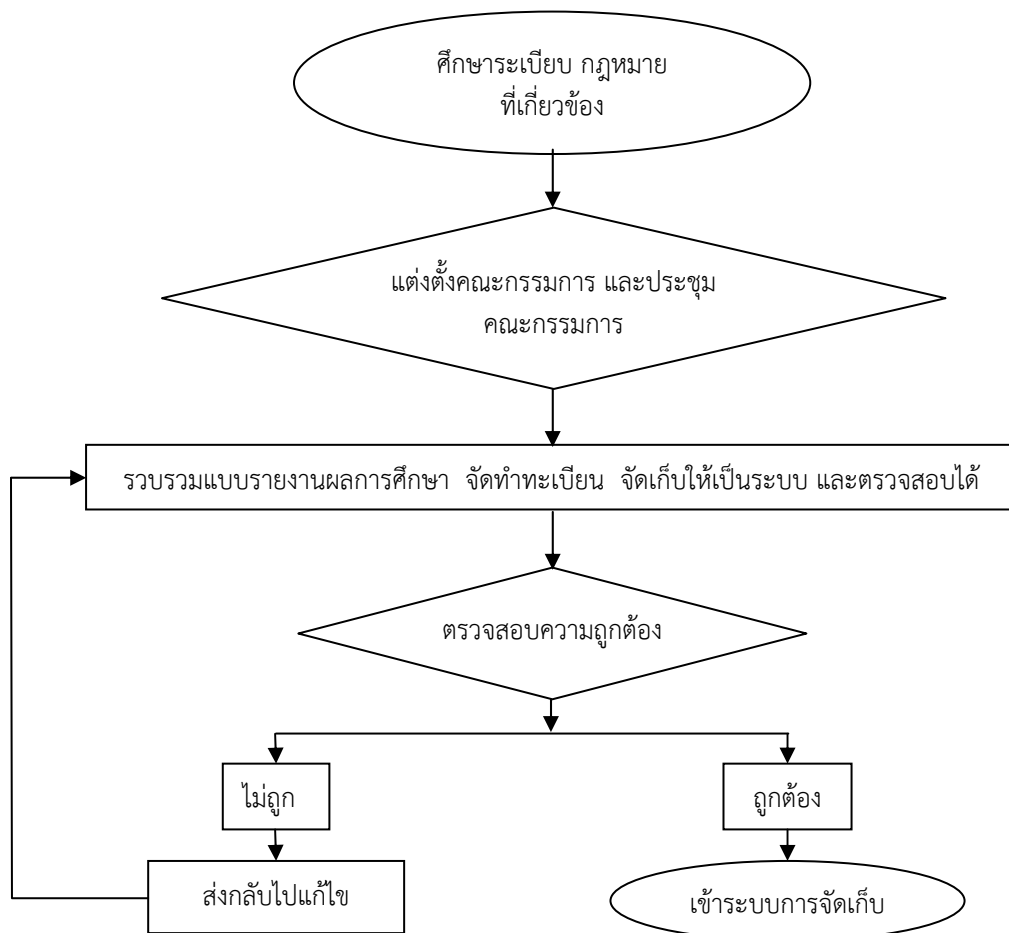 ศึกษาระเบียบ กฎหมาย
ที่เกี่ยวข้อง
แต่งตั้งคณะกรรมการ และประชุม
คณะกรรมการ
รวบรวมแบบรายงานผลการศึกษา จัดทำทะเบียน จัดเก็บให้เป็นระบบ และตรวจสอบได้
ตรวจสอบความถูกต้อง
ไม่ถูก
ถูกต้อง
ส่งกลับไปแก้ไข
เข้าระบบการจัดเก็บ